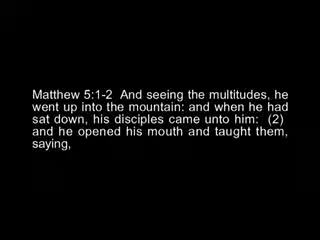 Matthew 5:1-2  And seeing the multitudes, he
went up into the mountain: and when he had
sat down, his disciples came unto him:  (2)
and he opened his mouth and taught them,
saying,